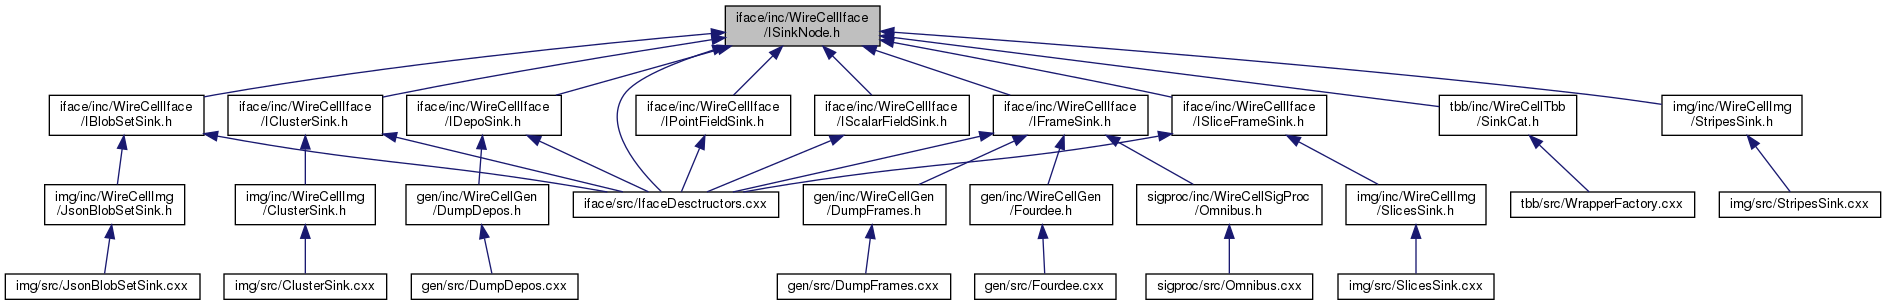 iface/inc/WireCellIface
/ISinkNode.h
iface/inc/WireCellIface
/IBlobSetSink.h
iface/inc/WireCellIface
/IClusterSink.h
iface/inc/WireCellIface
/IDepoSink.h
iface/inc/WireCellIface
/IPointFieldSink.h
iface/inc/WireCellIface
/IScalarFieldSink.h
iface/inc/WireCellIface
/IFrameSink.h
iface/inc/WireCellIface
/ISliceFrameSink.h
tbb/inc/WireCellTbb
/SinkCat.h
img/inc/WireCellImg
/StripesSink.h
img/inc/WireCellImg
/JsonBlobSetSink.h
img/inc/WireCellImg
/ClusterSink.h
gen/inc/WireCellGen
/DumpDepos.h
iface/src/IfaceDesctructors.cxx
gen/inc/WireCellGen
/DumpFrames.h
gen/inc/WireCellGen
/Fourdee.h
sigproc/inc/WireCellSigProc
/Omnibus.h
img/inc/WireCellImg
/SlicesSink.h
tbb/src/WrapperFactory.cxx
img/src/StripesSink.cxx
img/src/JsonBlobSetSink.cxx
img/src/ClusterSink.cxx
gen/src/DumpDepos.cxx
gen/src/DumpFrames.cxx
gen/src/Fourdee.cxx
sigproc/src/Omnibus.cxx
img/src/SlicesSink.cxx